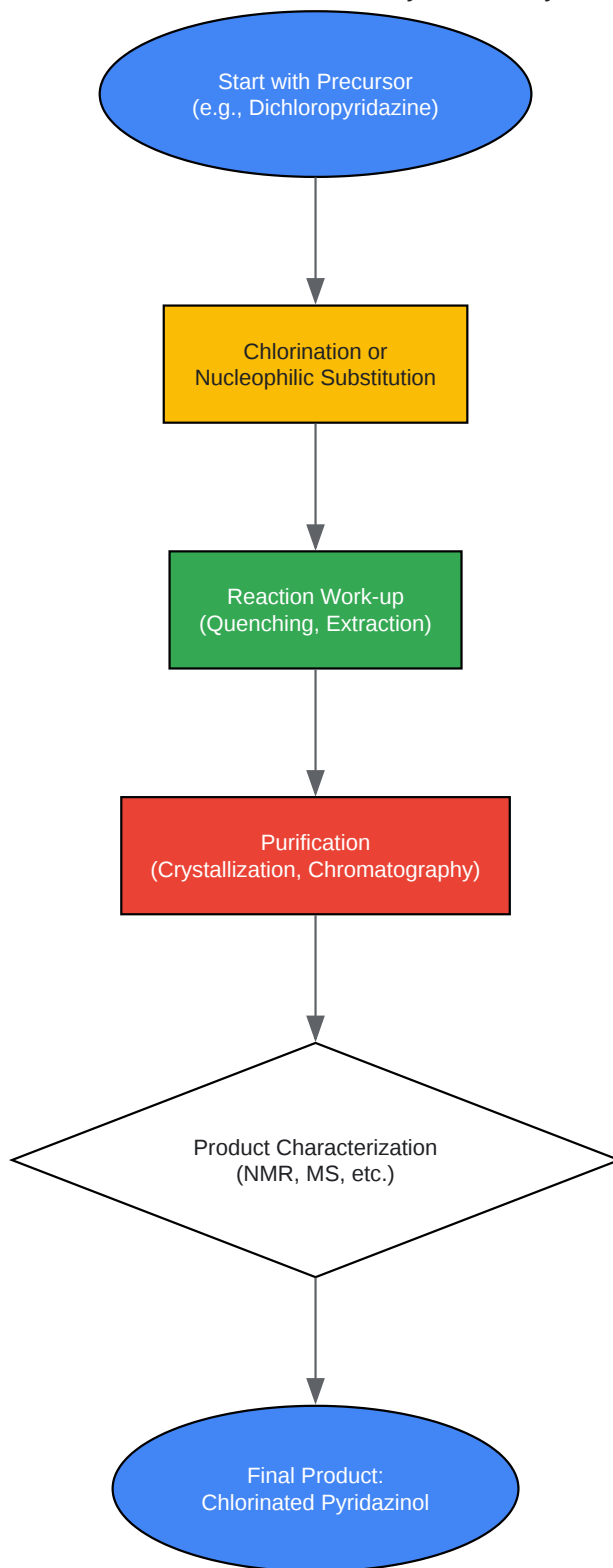 Start with Precursor
(e.g., Dichloropyridazine)
Chlorination or
Nucleophilic Substitution
Reaction Work-up
(Quenching, Extraction)
Purification
(Crystallization, Chromatography)
Product Characterization
(NMR, MS, etc.)
Final Product:
Chlorinated Pyridazinol